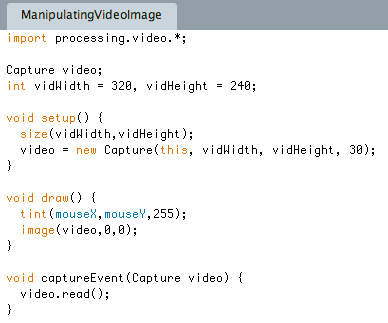 ManipulatingVideoImage
import processing.video.*;
Capture video;
int vidWidth = 320, vidHeight = 240;
void setup() {
  size(vidWidth,vidHeight);
  video = new Capture(this, vidWidth, vidHeight, 30);
}
void draw() {
  tint(mouseX,mouseY,255);
  image(video,0,0);
}
void captureEvent(Capture video) {
  video.read();
}